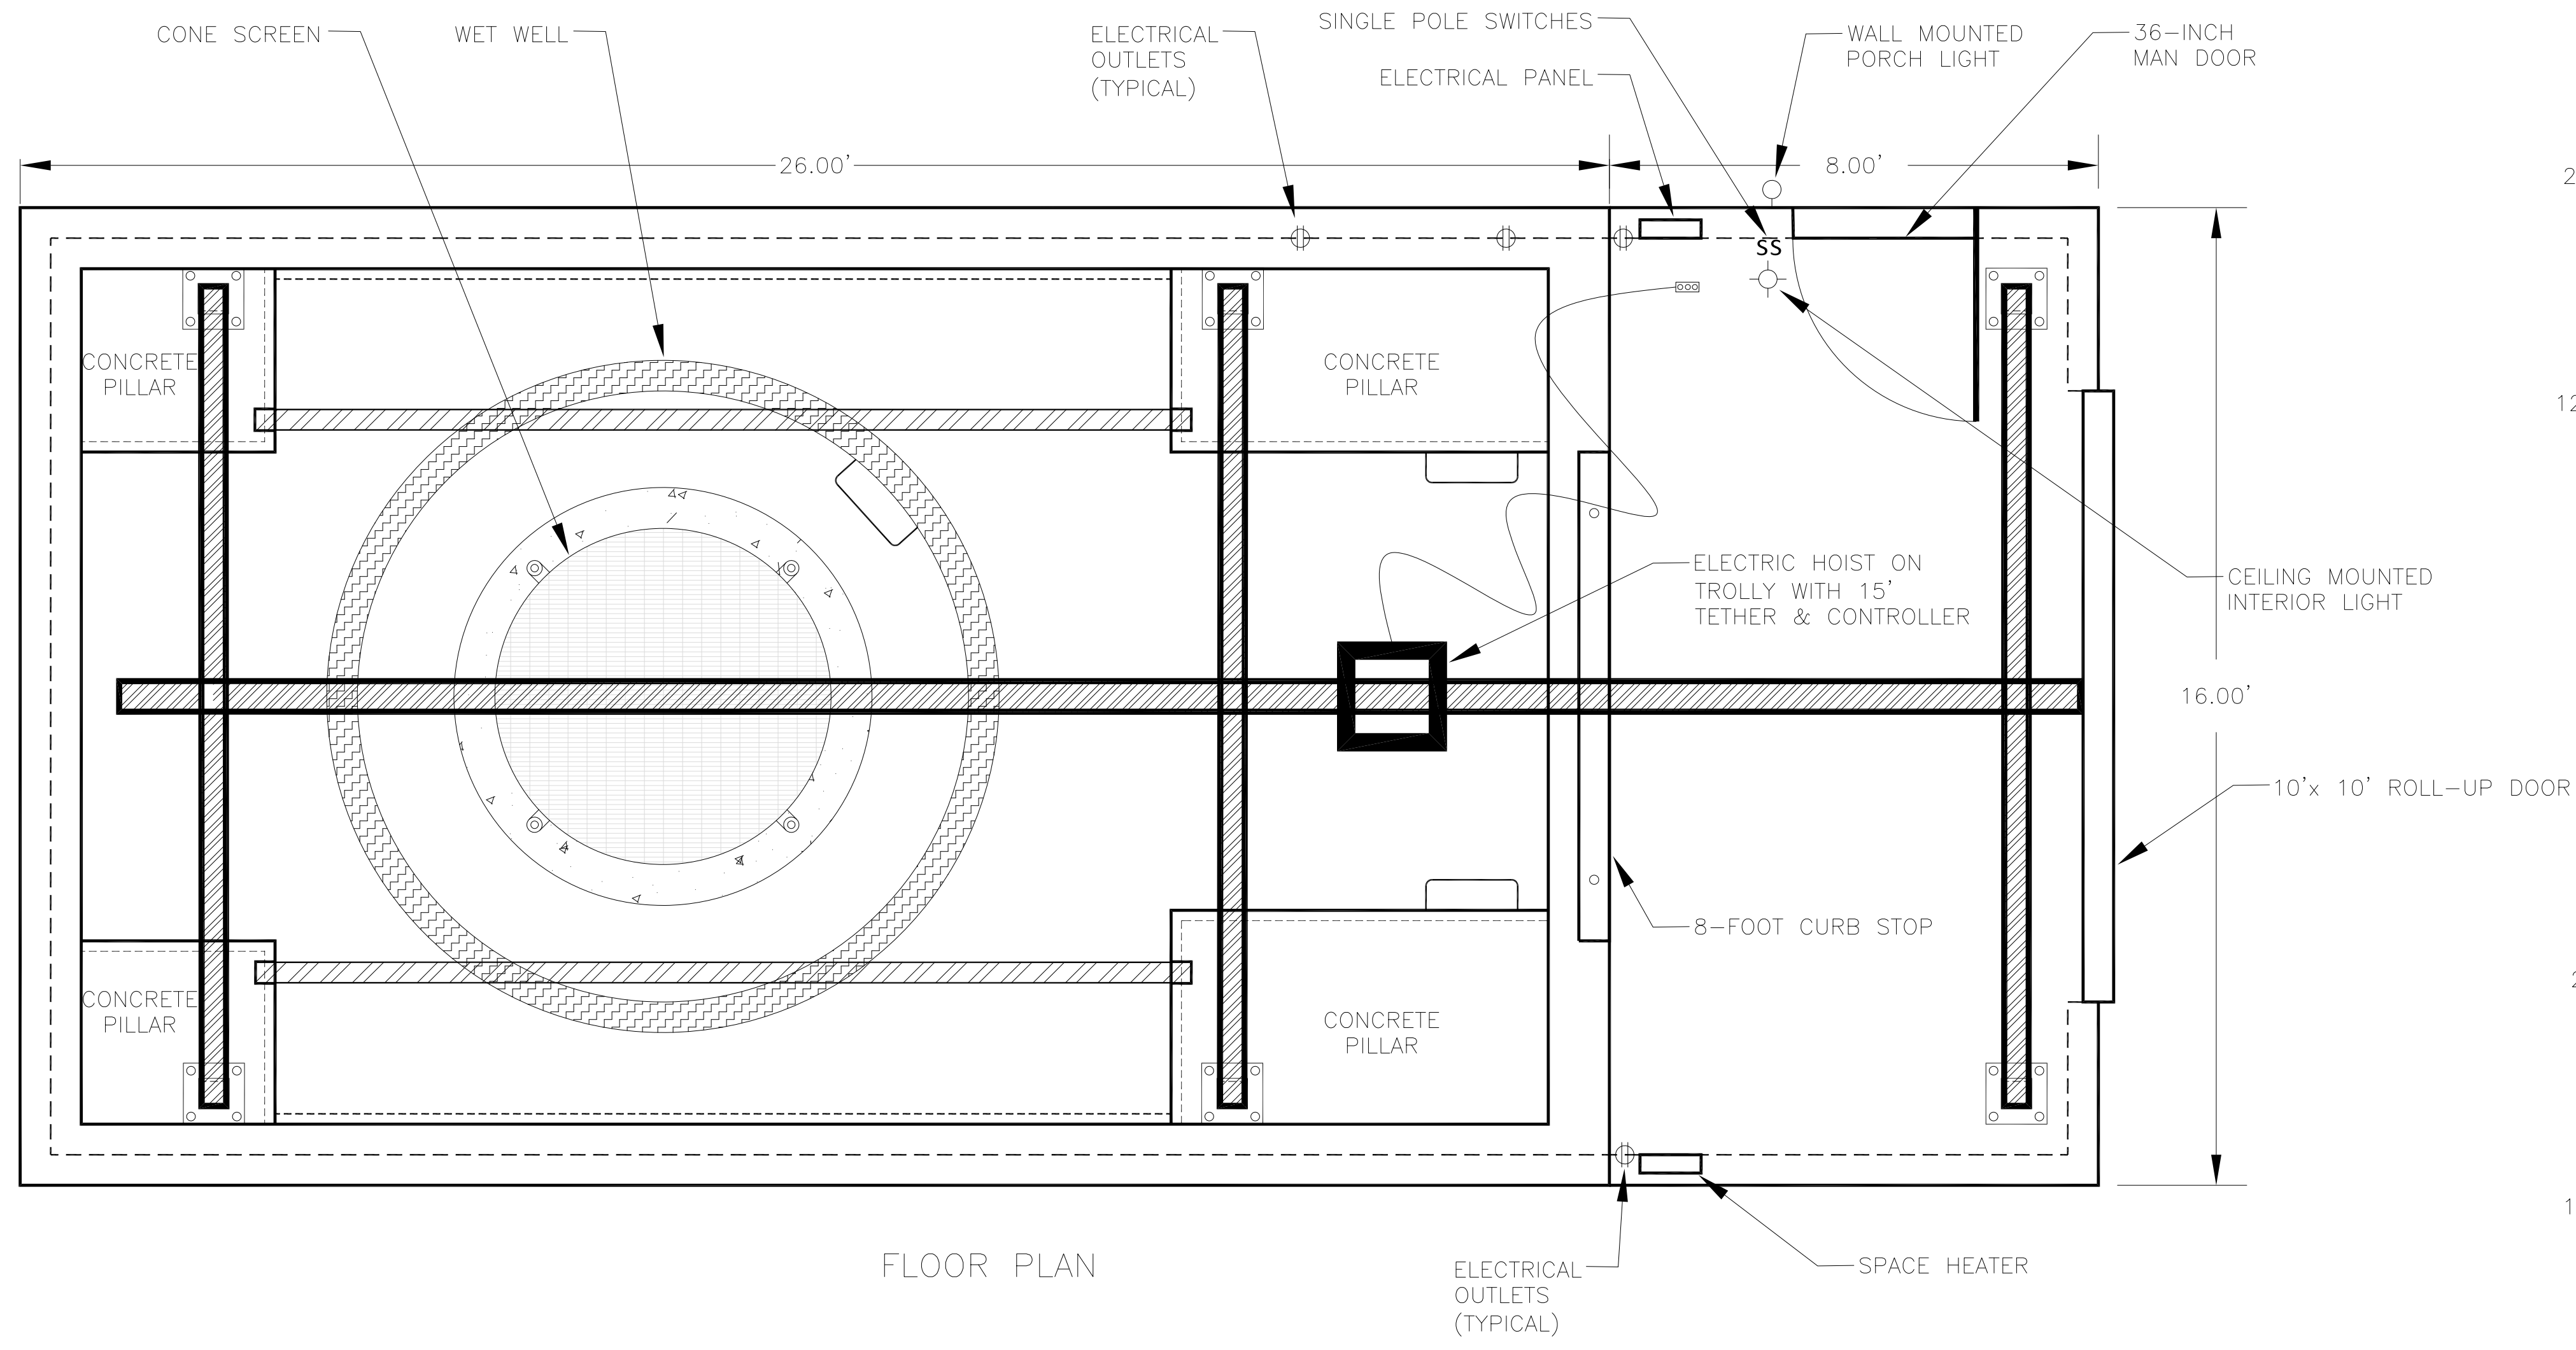 CONE SCREEN
WET WELL
ELECTRICAL
OUTLETS
(TYPICAL)
SINGLE POLE SWITCHES
ELECTRICAL PANEL
WALL MOUNTED
PORCH LIGHT
36-INCH
MAN DOOR
26.00'
8.00'
SS
CONCRETE
PILLAR
CONCRETE
PILLAR
ELECTRIC HOIST ON
TROLLY WITH 15'
TETHER & CONTROLLER
CEILING MOUNTED
INTERIOR LIGHT
16.00'
10'x 10' ROLL-UP DOOR
8-FOOT CURB STOP
CONCRETE
PILLAR
CONCRETE
PILLAR
FLOOR PLAN
ELECTRICAL
OUTLETS
(TYPICAL)
SPACE HEATER